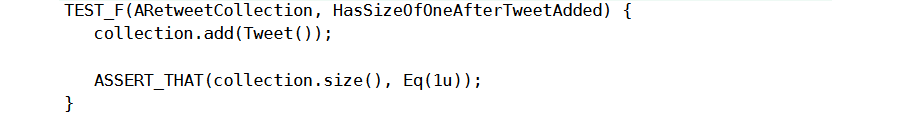 TEST_F(ARetweetCollection, HasSizeOfOneAfterTweetAdded) {
   collection.add(Tweet());

   ASSERT_THAT(collection.size(), Eq(1u));
}